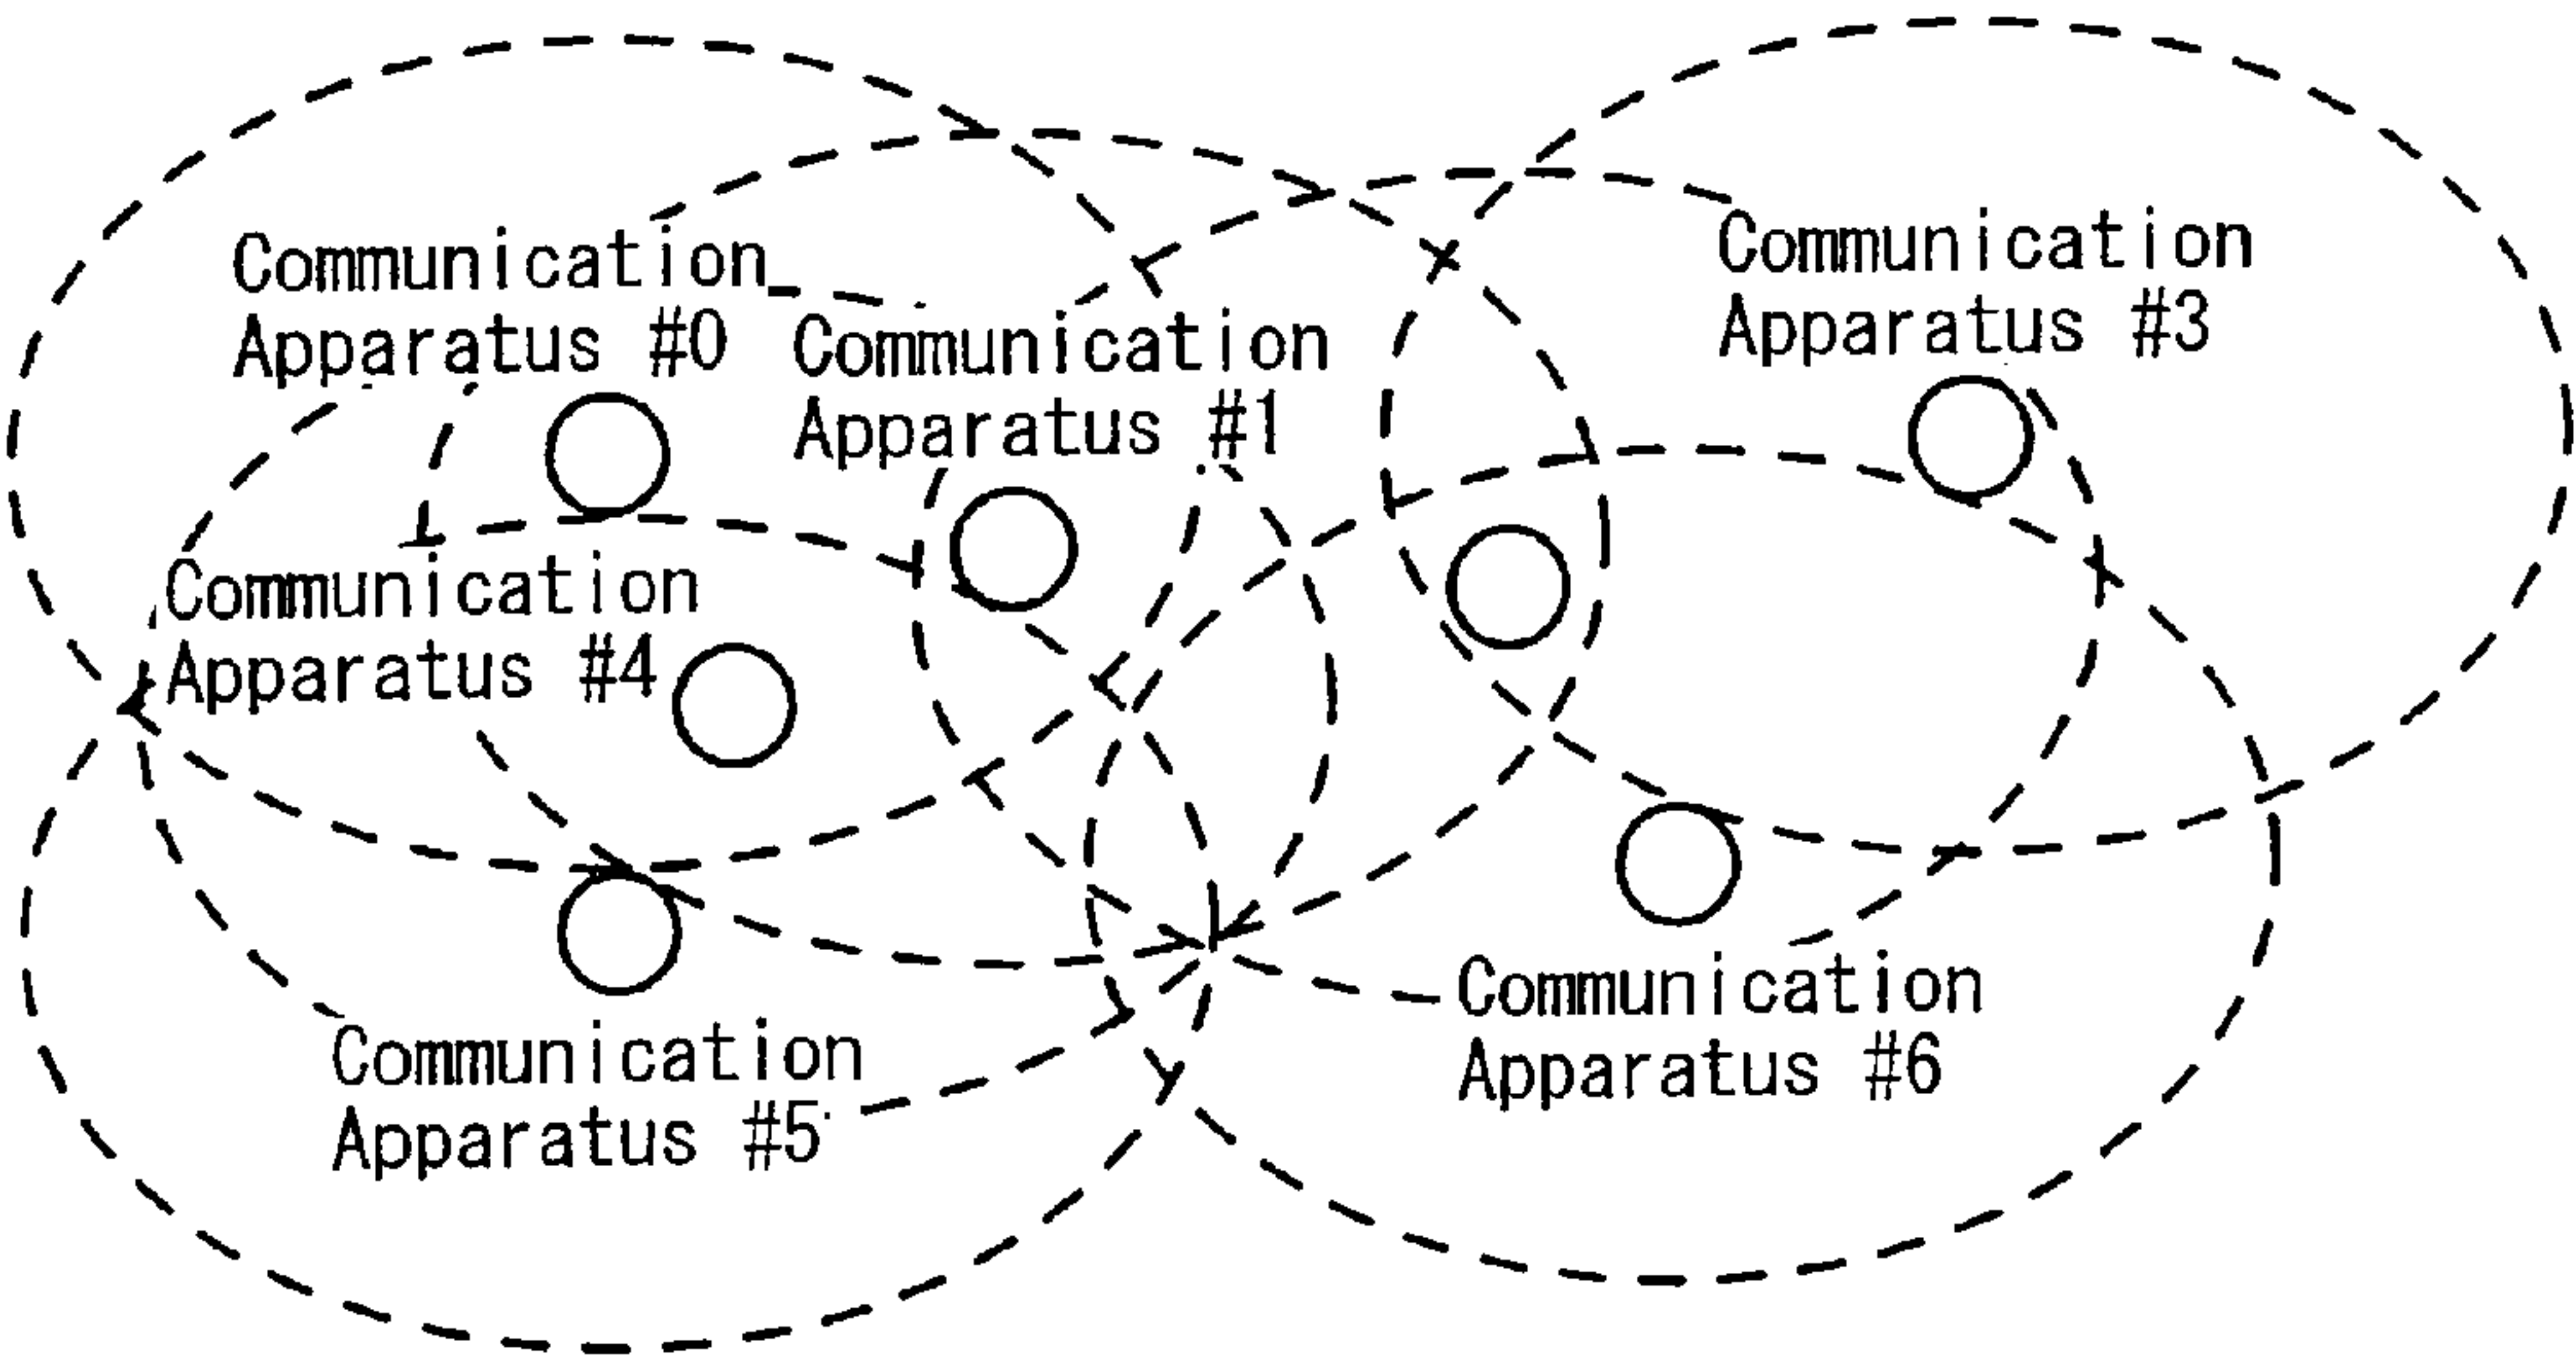 Communication
Apparatus #0
Communication
Apparatus #1
Communication
Apparatus #3
Communication
Apparatus #4
Communication
Apparatus #5
Communication
Apparatus #6